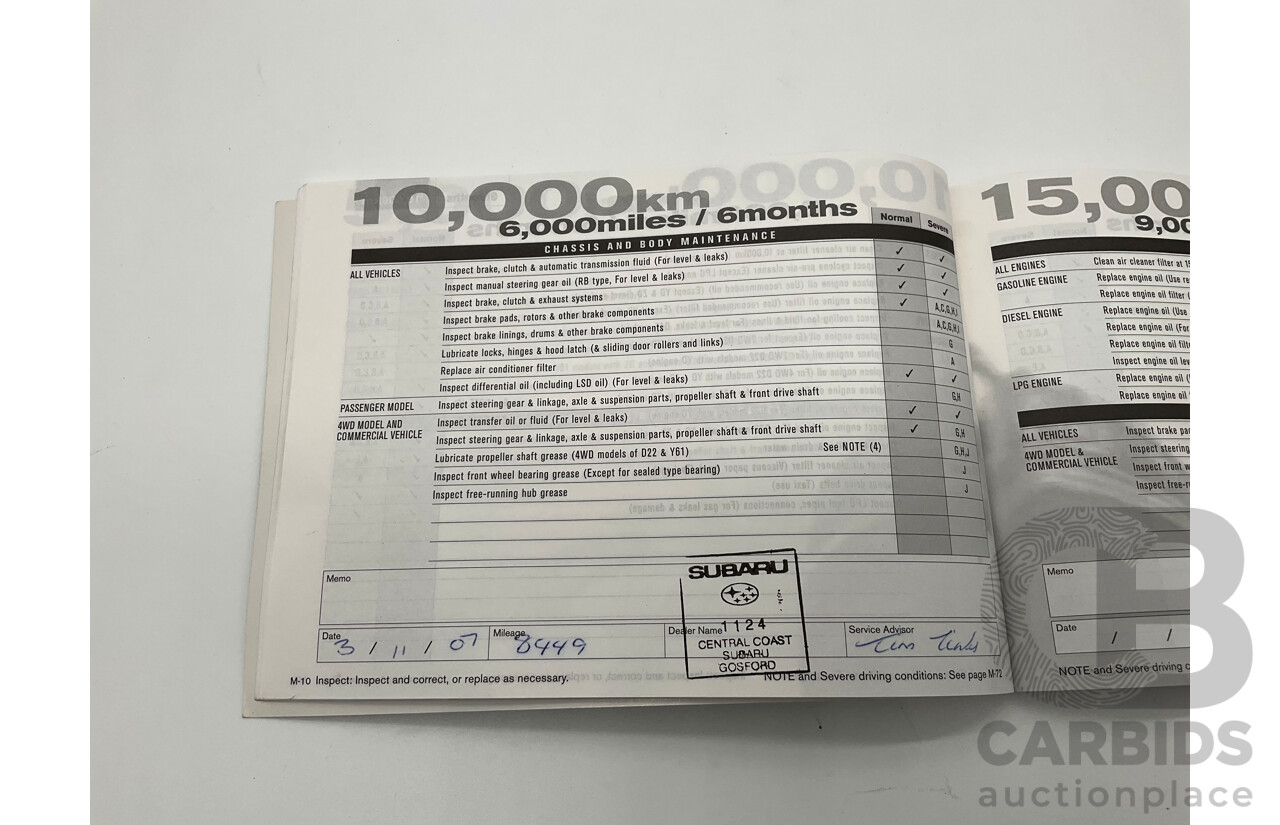 10,000km
6,000miles / 6months
Normal
Severe
CHASSIS AND BODY MAINTENANCE
ALL VEHICLES
Inspect brake, clutch & automatic transmission fluid (For level & leaks) ✓ ✓
Inspect manual steering gear oil (RB type, For level & leaks) ✓ ✓
Inspect brake, clutch & exhaust systems ✓ ✓
Inspect brake pads, rotors & other brake components ✓ A,C,G,H,I
Inspect brake linings, drums & other brake components A,C,G,H,I
Lubricate locks, hinges & hood latch (& sliding door rollers and links) G
Replace air conditioner filter A
Inspect differential oil (including LSD oil) (For level & leaks) ✓ ✓
PASSENGER MODEL
Inspect steering gear & linkage, axle & suspension parts, propeller shaft & front drive shaft G,H
4WD MODEL AND
COMMERCIAL VEHICLE
Inspect transfer oil or fluid (For level & leaks) ✓ ✓
Inspect steering gear & linkage, axle & suspension parts, propeller shaft & front drive shaft ✓ G,H
Lubricate propeller shaft grease (4WD models of D22 & Y61) See NOTE (4) G,H,J
Inspect front wheel bearing grease (Except for sealed type bearing) J
Inspect free-running hub grease J
Memo
Date 3 / 11 / 07
Mileage 8449
Dealer Name
SUBARU
1124
CENTRAL COAST
SUBARU
GOSFORD
Service Advisor
M-10 Inspect: Inspect and correct, or replace as necessary.
NOTE and Severe driving conditions: See page M-72
15,00
9,00
ALL ENGINES
Clean air cleaner filter at 15
GASOLINE ENGINE
Replace engine oil (Use re
Replace engine oil filter (
DIESEL ENGINE
Replace engine oil (Use
Replace engine oil (For
Replace engine oil filt
Inspect engine oil lev
LPG ENGINE
Replace engine oil (
Replace engine oil
ALL VEHICLES
Inspect brake pa
4WD MODEL &
COMMERCIAL VEHICLE
Inspect steering
Inspect front w
Inspect free-r
Memo
Date / /
NOTE and Severe driving c
CB
CARBIDS
auctionplace